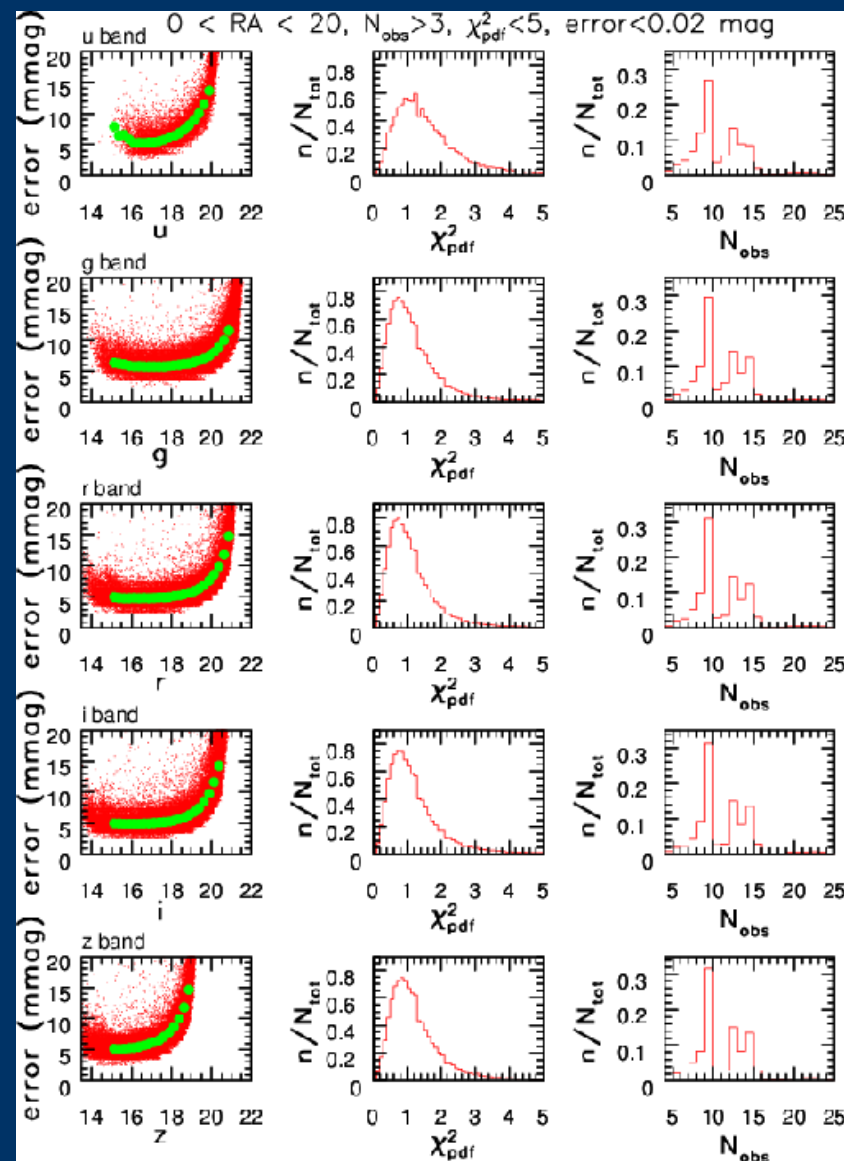 0 < RA < 20, N_obs>3, χ²_pdf<5, error<0.02 mag
u band
error (mmag)
20
15
10
5
0
14 16 18 20 22
u
n/N_tot
0.8
0.6
0.4
0.2
0
0 1 2 3 4 5
χ²_pdf
n/N_tot
0.3
0.2
0.1
0
5 10 15 20 25
N_obs
g band
error (mmag)
20
15
10
5
0
14 16 18 20 22
g
n/N_tot
0.8
0.6
0.4
0.2
0
0 1 2 3 4 5
χ²_pdf
n/N_tot
0.3
0.2
0.1
0
5 10 15 20 25
N_obs
r band
error (mmag)
20
15
10
5
0
14 16 18 20 22
r
n/N_tot
0.8
0.6
0.4
0.2
0
0 1 2 3 4 5
χ²_pdf
n/N_tot
0.3
0.2
0.1
0
5 10 15 20 25
N_obs
i band
error (mmag)
20
15
10
5
0
14 16 18 20 22
i
n/N_tot
0.8
0.6
0.4
0.2
0
0 1 2 3 4 5
χ²_pdf
n/N_tot
0.3
0.2
0.1
0
5 10 15 20 25
N_obs
z band
error (mmag)
20
15
10
5
0
14 16 18 20 22
z
n/N_tot
0.8
0.6
0.4
0.2
0
0 1 2 3 4 5
χ²_pdf
n/N_tot
0.3
0.2
0.1
0
5 10 15 20 25
N_obs